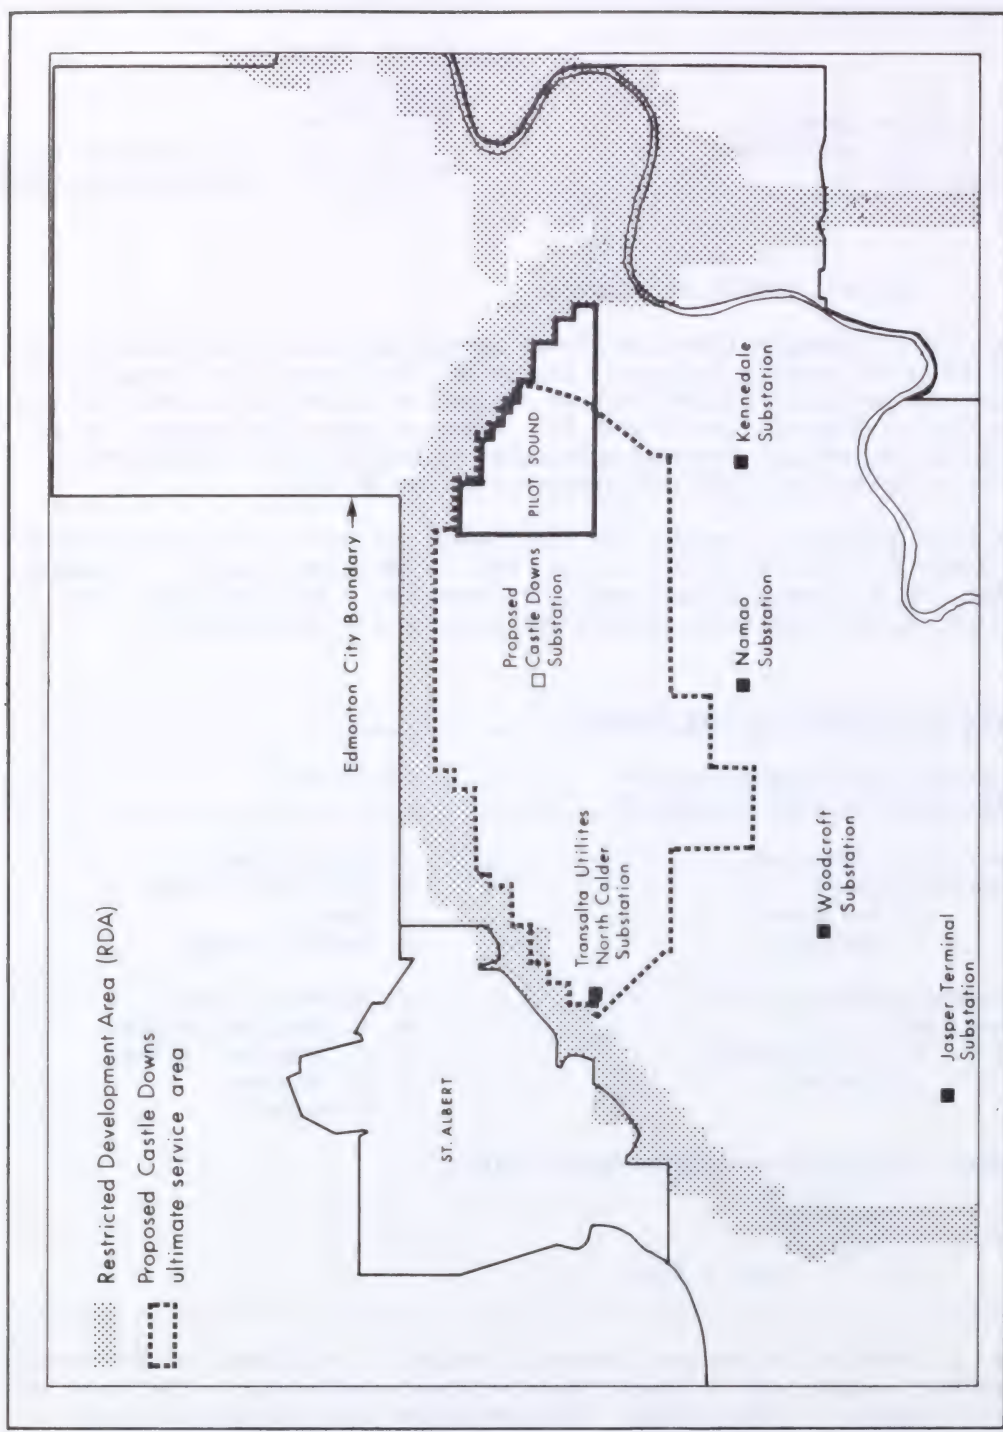 Restricted Development Area (RDA)
Proposed Castle Downs
ultimate service area
Edmonton City Boundary
ST. ALBERT
Proposed
Castle Downs
Substation
PILOT SOUND
Transalta Utilites
North Calder
Substation
Namao
Substation
Kennedale
Substation
Woodcroft
Substation
Jasper Terminal
Substation